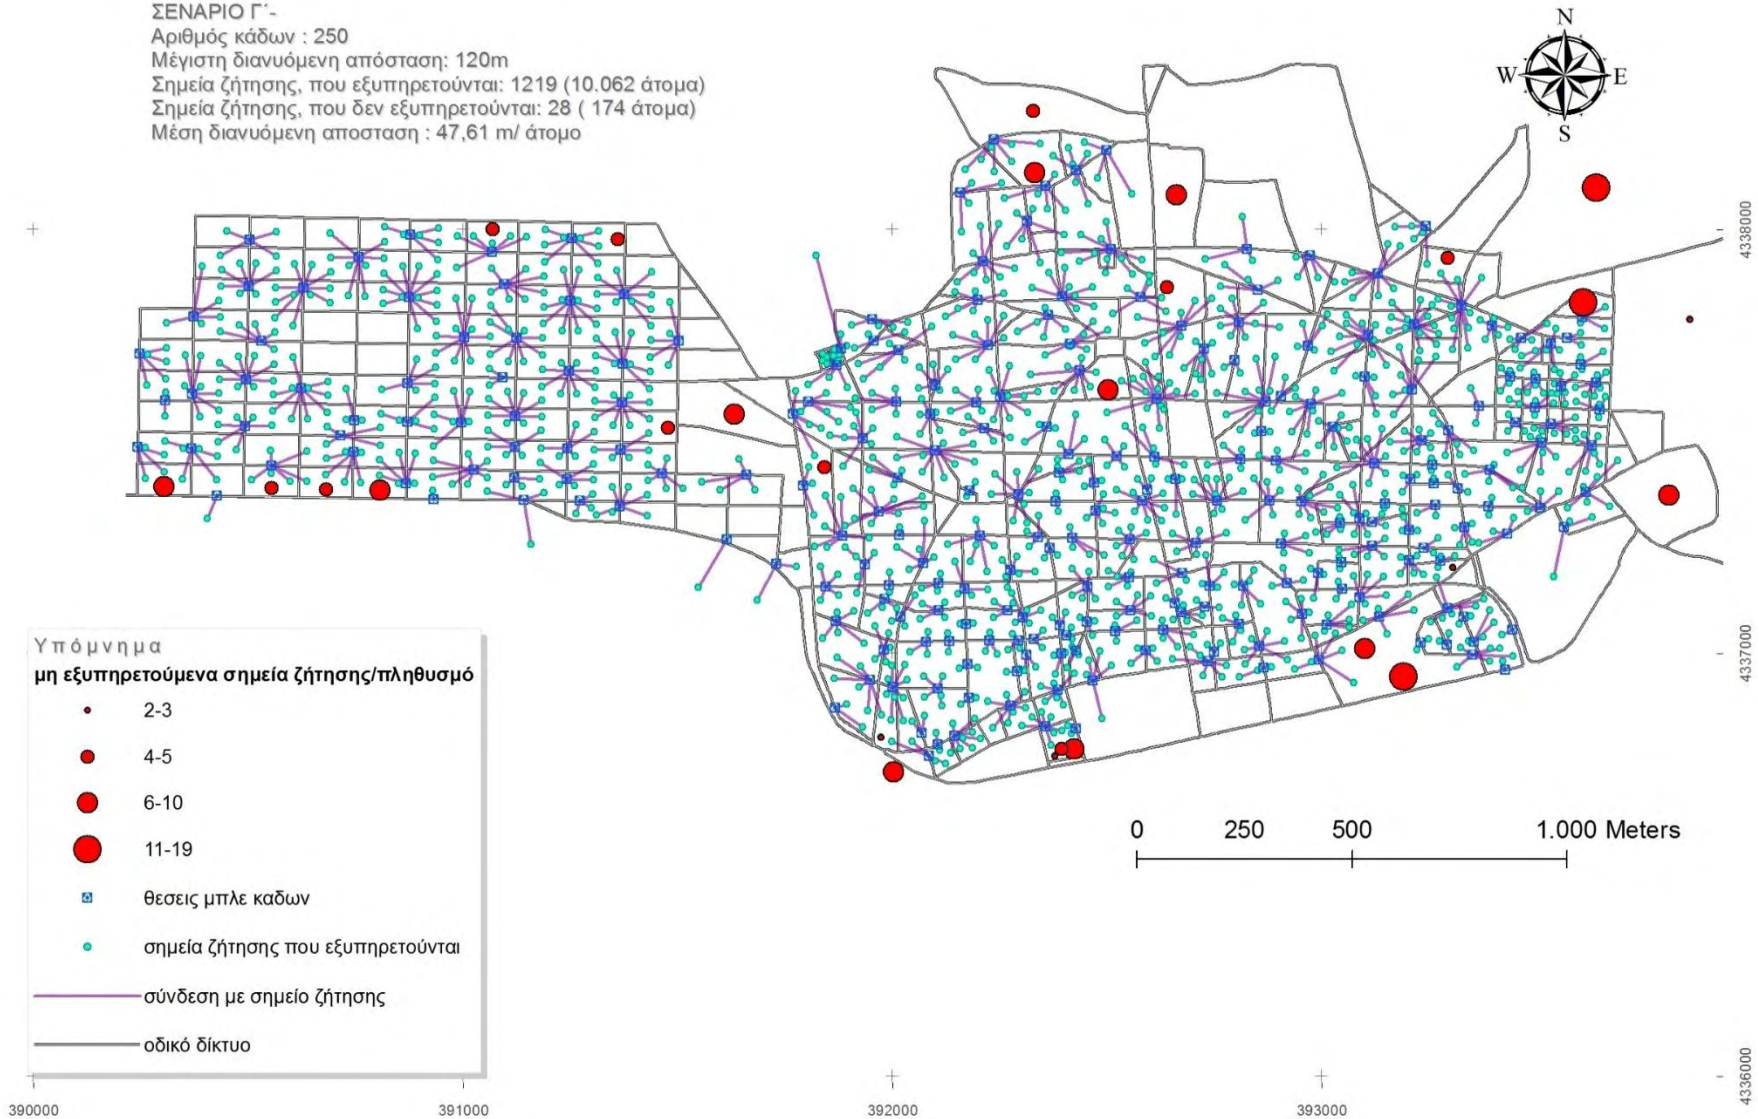 ΣΕΝΑΡΙΟ Γ΄-
Αριθμός κάδων : 250
Μέγιστη διανυόμενη απόσταση: 120m
Σημεία ζήτησης, που εξυπηρετούνται: 1219 (10.062 άτομα)
Σημεία ζήτησης, που δεν εξυπηρετούνται: 28 ( 174 άτομα)
Μέση διανυόμενη αποσταση : 47,61 m/ άτομο
N
W E
S
4338000
4337000
Υπόμνημα
μη εξυπηρετούμενα σημεία ζήτησης/πληθυσμό
2-3
4-5
6-10
11-19
θεσεις μπλε καδων
σημεία ζήτησης που εξυπηρετούνται
σύνδεση με σημείο ζήτησης
οδικό δίκτυο
0 250 500 1.000 Meters
4336000
390000 391000 392000 393000